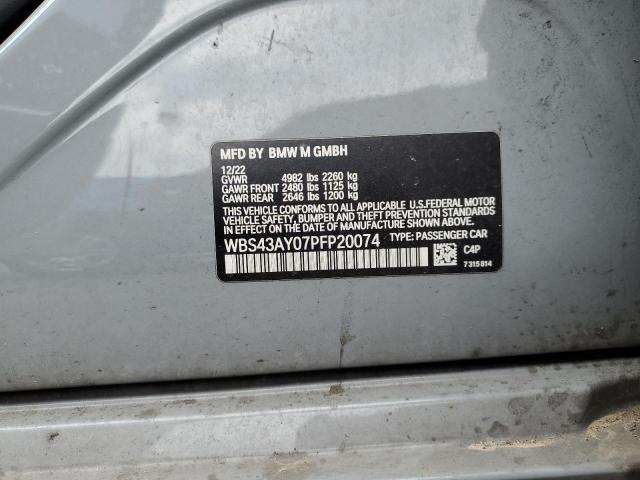 MFD BY BMW M GMBH
12/22
GVWR 4982 lbs 2260 kg
GAWR FRONT 2480 lbs 1125 kg
GAWR REAR 2646 lbs 1200 kg
THIS VEHICLE CONFORMS TO ALL APPLICABLE U.S.FEDERAL MOTOR
VEHICLE SAFETY, BUMPER AND THEFT PREVENTION STANDARDS
IN EFFECT ON THE DATE OF MANUFACTURE SHOWN ABOVE.
WBS43AY07PFP20074 TYPE: PASSENGER CAR
C4P
7315814